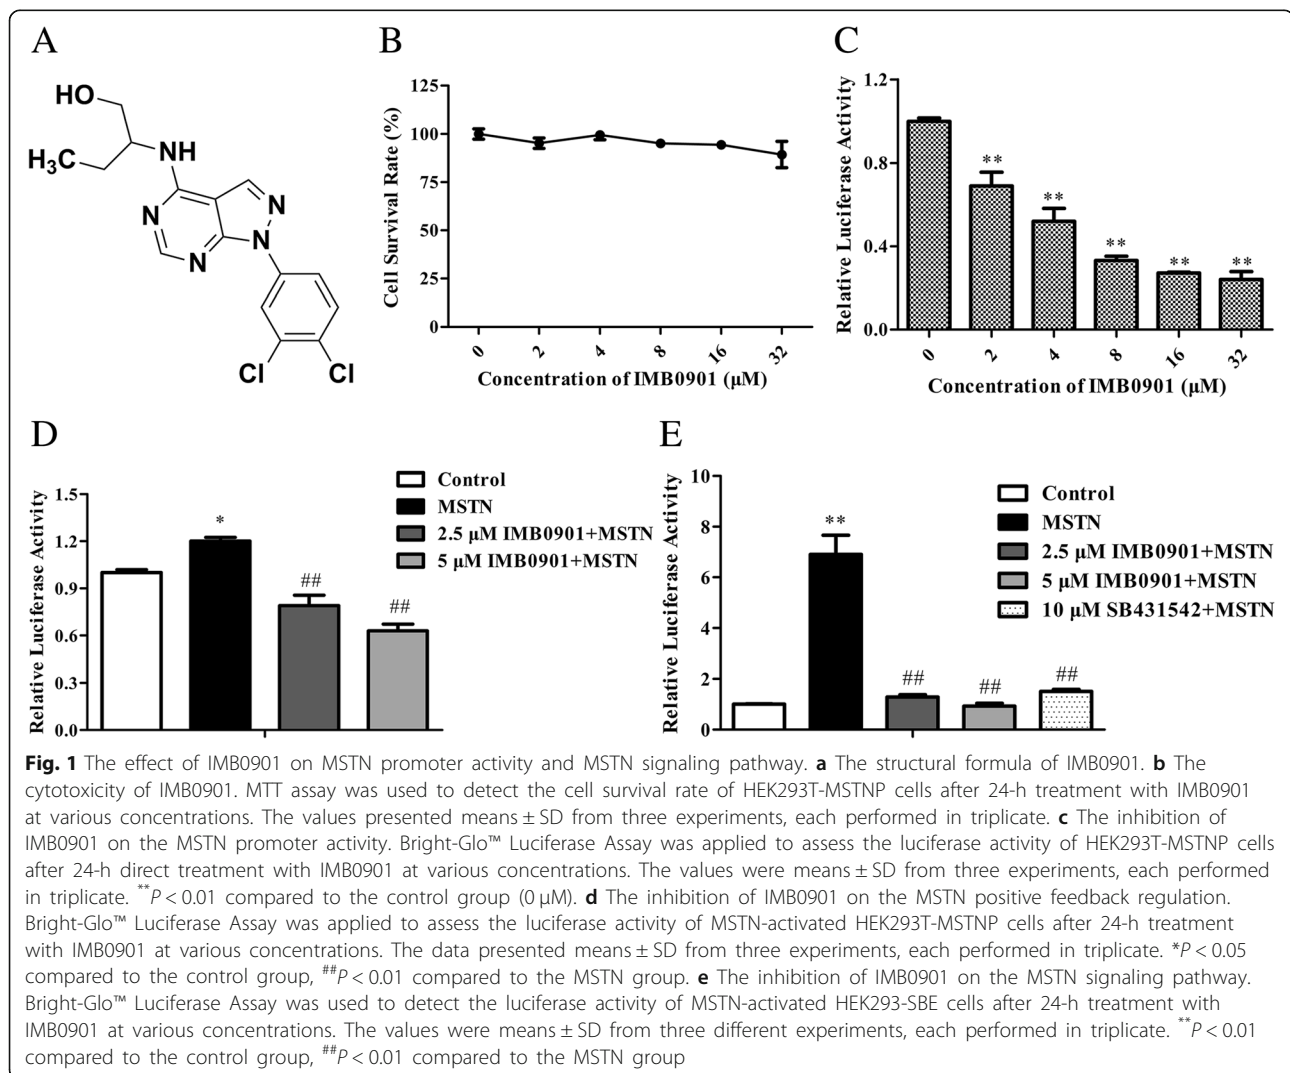 A
HO
H₃C
NH
N
N
N
N
Cl
Cl
B
Cell Survival Rate (%)
125
100
75
50
25
0
0
2
4
8
16
32
Concentration of IMB0901 (μM)
C
Relative Luciferase Activity
1.2
0.8
0.4
0.0
**
**
**
**
**
0
2
4
8
16
32
Concentration of IMB0901 (μM)
D
Relative Luciferase Activity
1.5
1.2
0.9
0.6
0.3
0.0
*
##
##
Control
MSTN
2.5 μM IMB0901+MSTN
5 μM IMB0901+MSTN
E
Relative Luciferase Activity
10
8
6
4
2
0
**
##
##
##
Control
MSTN
2.5 μM IMB0901+MSTN
5 μM IMB0901+MSTN
10 μM SB431542+MSTN
Fig. 1 The effect of IMB0901 on MSTN promoter activity and MSTN signaling pathway. a The structural formula of IMB0901. b The
cytotoxicity of IMB0901. MTT assay was used to detect the cell survival rate of HEK293T-MSTNP cells after 24-h treatment with IMB0901
at various concentrations. The values presented means ± SD from three experiments, each performed in triplicate. c The inhibition of
IMB0901 on the MSTN promoter activity. Bright-Glo™ Luciferase Assay was applied to assess the luciferase activity of HEK293T-MSTNP cells
after 24-h direct treatment with IMB0901 at various concentrations. The values were means ± SD from three experiments, each performed
in triplicate. **P < 0.01 compared to the control group (0 μM). d The inhibition of IMB0901 on the MSTN positive feedback regulation.
Bright-Glo™ Luciferase Assay was applied to assess the luciferase activity of MSTN-activated HEK293T-MSTNP cells after 24-h treatment
with IMB0901 at various concentrations. The data presented means ± SD from three experiments, each performed in triplicate. *P < 0.05
compared to the control group, ##P < 0.01 compared to the MSTN group. e The inhibition of IMB0901 on the MSTN signaling pathway.
Bright-Glo™ Luciferase Assay was used to detect the luciferase activity of MSTN-activated HEK293-SBE cells after 24-h treatment with
IMB0901 at various concentrations. The values were means ± SD from three different experiments, each performed in triplicate. **P < 0.01
compared to the control group, ##P < 0.01 compared to the MSTN group